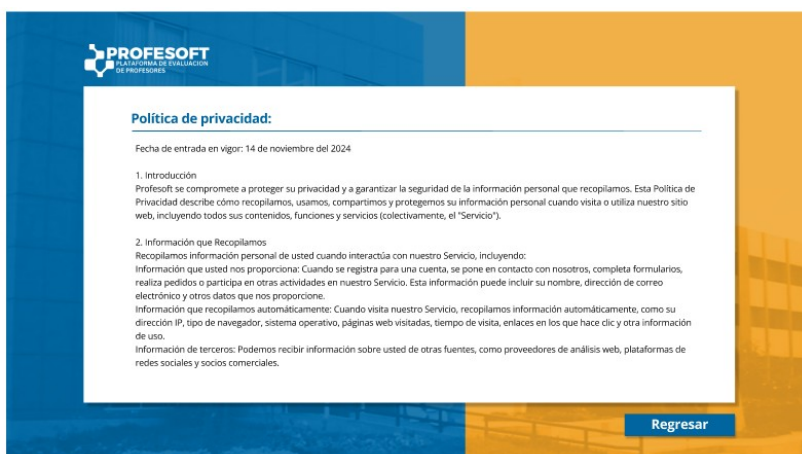 PROFESOFT
PLATAFORMA DE EVALUACION
DE PROFESORES
Política de privacidad:
Fecha de entrada en vigor: 14 de noviembre del 2024
1. Introducción
Profesoft se compromete a proteger su privacidad y a garantizar la seguridad de la información personal que recopilamos. Esta Política de
Privacidad describe cómo recopilamos, usamos, compartimos y protegemos su información personal cuando visita o utiliza nuestro sitio
web, incluyendo todos sus contenidos, funciones y servicios (colectivamente, el "Servicio").
2. Información que Recopilamos
Recopilamos información personal de usted cuando interactúa con nuestro Servicio, incluyendo:
Información que usted nos proporciona: Cuando se registra para una cuenta, se pone en contacto con nosotros, completa formularios,
realiza pedidos o participa en otras actividades en nuestro Servicio. Esta información puede incluir su nombre, dirección de correo
electrónico y otros datos que nos proporcione.
Información que recopilamos automáticamente: Cuando visita nuestro Servicio, recopilamos información automáticamente, como su
dirección IP, tipo de navegador, sistema operativo, páginas web visitadas, tiempo de visita, enlaces en los que hace clic y otra información
de uso.
Información de terceros: Podemos recibir información sobre usted de otras fuentes, como proveedores de análisis web, plataformas de
redes sociales y socios comerciales.
Regresar